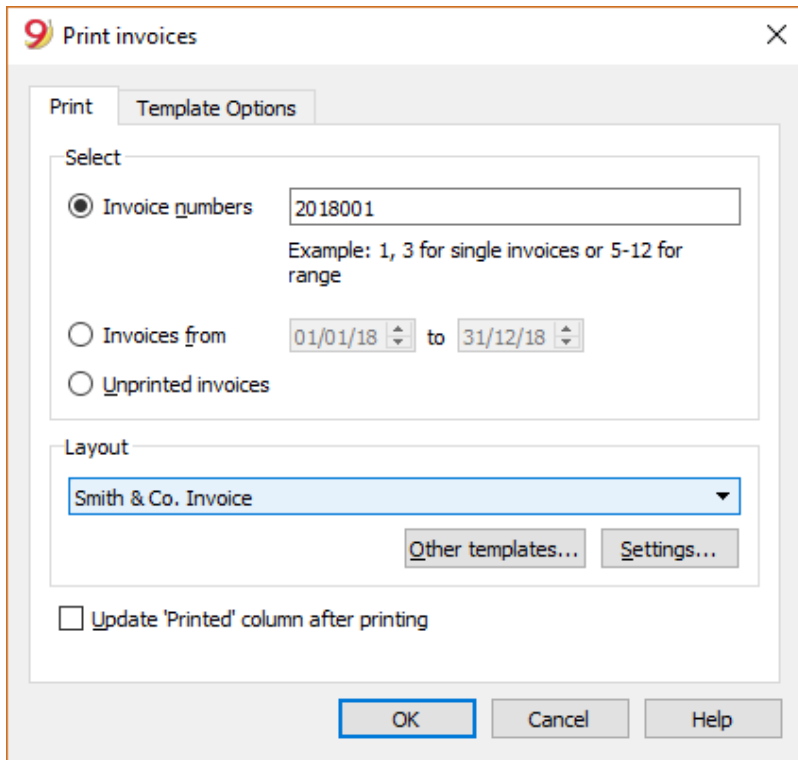 9 Print invoices
Print Template Options
Select
Invoice numbers 2018001
Example: 1, 3 for single invoices or 5-12 for
range
Invoices from 01/01/18 to 31/12/18
Unprinted invoices
Layout
Smith & Co. Invoice
Other templates... Settings...
Update 'Printed' column after printing
OK Cancel Help